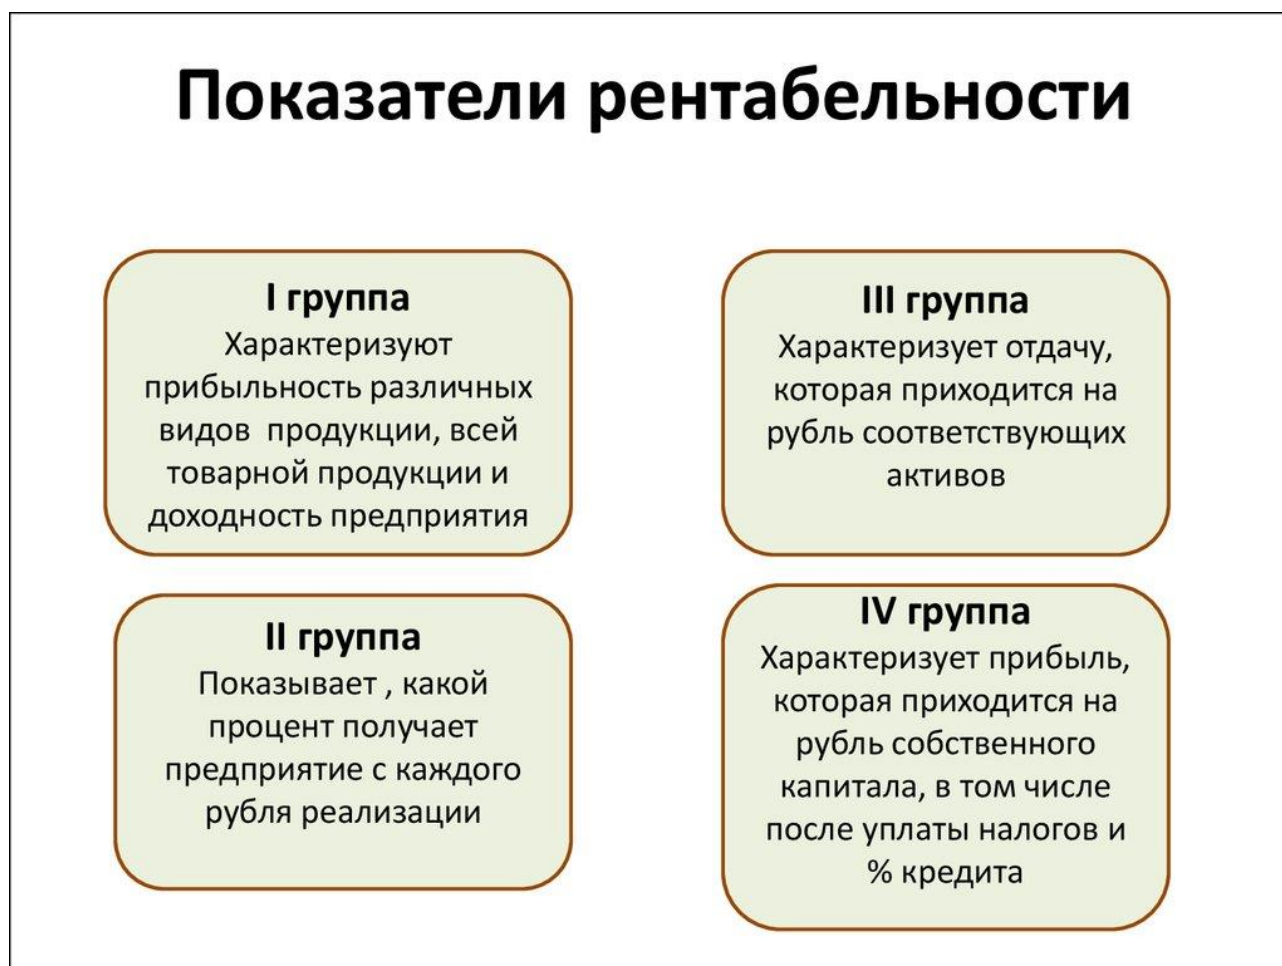 Показатели рентабельности
I группа
Характеризуют
прибыльность различных
видов  продукции, всей
товарной продукции и
доходность предприятия
II группа
Показывает , какой
процент получает
предприятие с каждого
рубля реализации
III группа
Характеризует отдачу,
которая приходится на
рубль соответствующих
активов
IV группа
Характеризует прибыль,
которая приходится на
рубль собственного
капитала, в том числе
после уплаты налогов и
% кредита